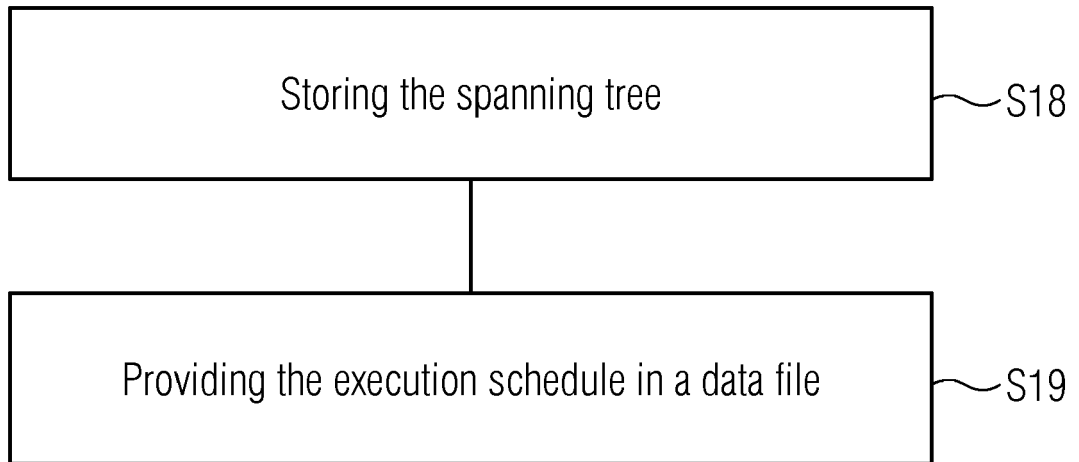 Storing the spanning tree
S18
Providing the execution schedule in a data file
S19